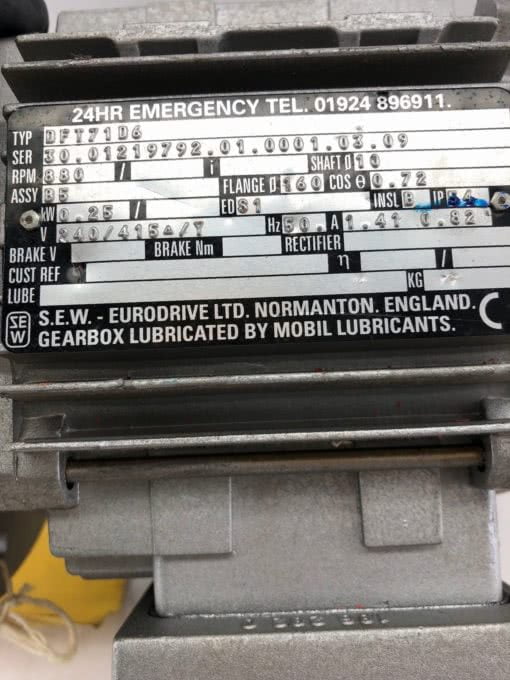 24HR EMERGENCY TEL. 01924 896911.
TYP DFT71D6
SER 30.01219792.01.0001.03.09
RPM 880 / i SHAFT Ø 10
ASSY B5 FLANGE Ø 160 COS θ 0.72
kW 0.25 / ED S1 INSL B IP 54
V 240/415△/Y Hz 50. A 1.41 0.82
BRAKE V BRAKE Nm RECTIFIER
CUST REF η /
LUBE KG
SEW S.E.W. - EURODRIVE LTD. NORMANTON. ENGLAND. C
GEARBOX LUBRICATED BY MOBIL LUBRICANTS.